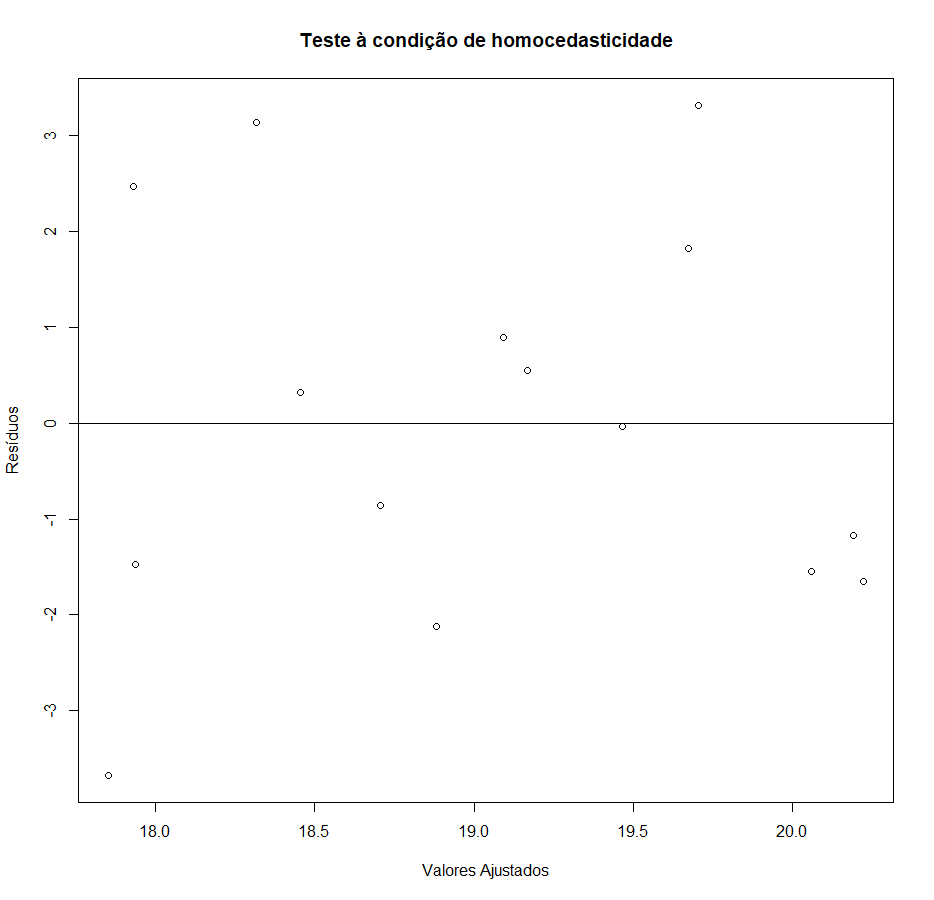 Teste à condição de homocedasticidade
3
2
1
0
-1
-2
-3
Resíduos
18.0 18.5 19.0 19.5 20.0
Valores Ajustados